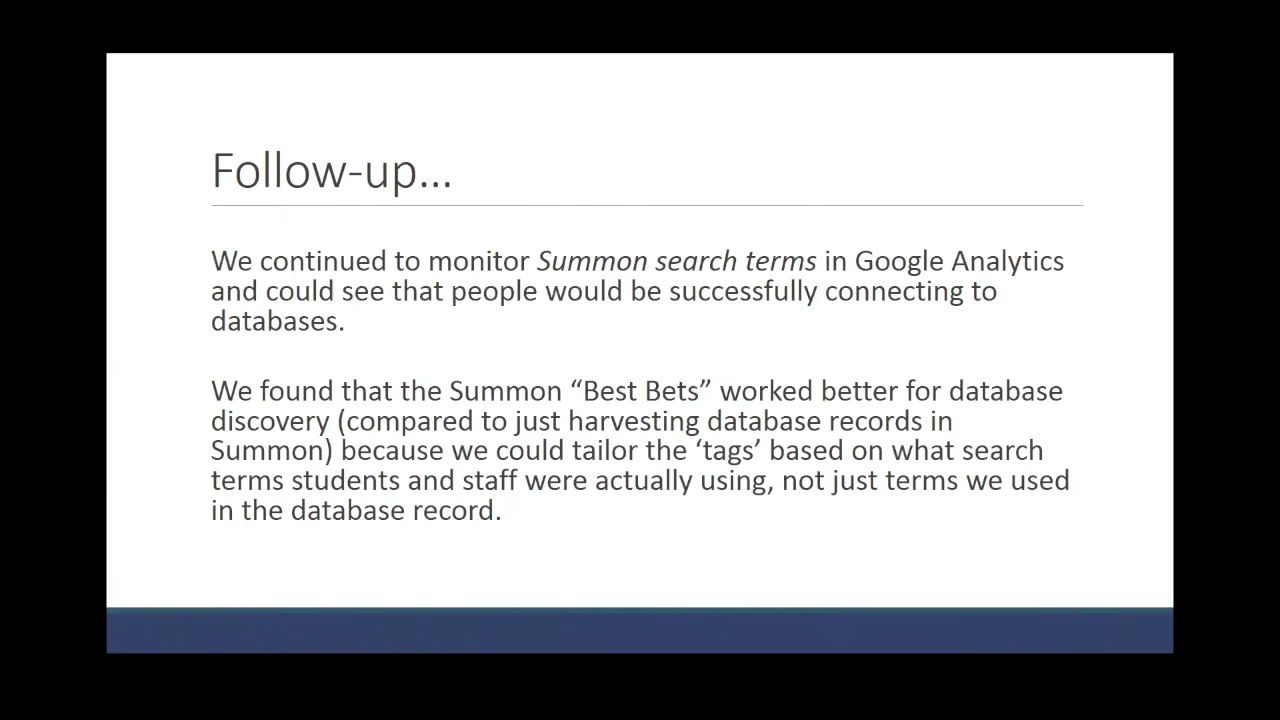 Follow-up...
We continued to monitor Summon search terms in Google Analytics
and could see that people would be successfully connecting to
databases.
We found that the Summon “Best Bets” worked better for database
discovery (compared to just harvesting database records in
Summon) because we could tailor the ‘tags’ based on what search
terms students and staff were actually using, not just terms we used
in the database record.